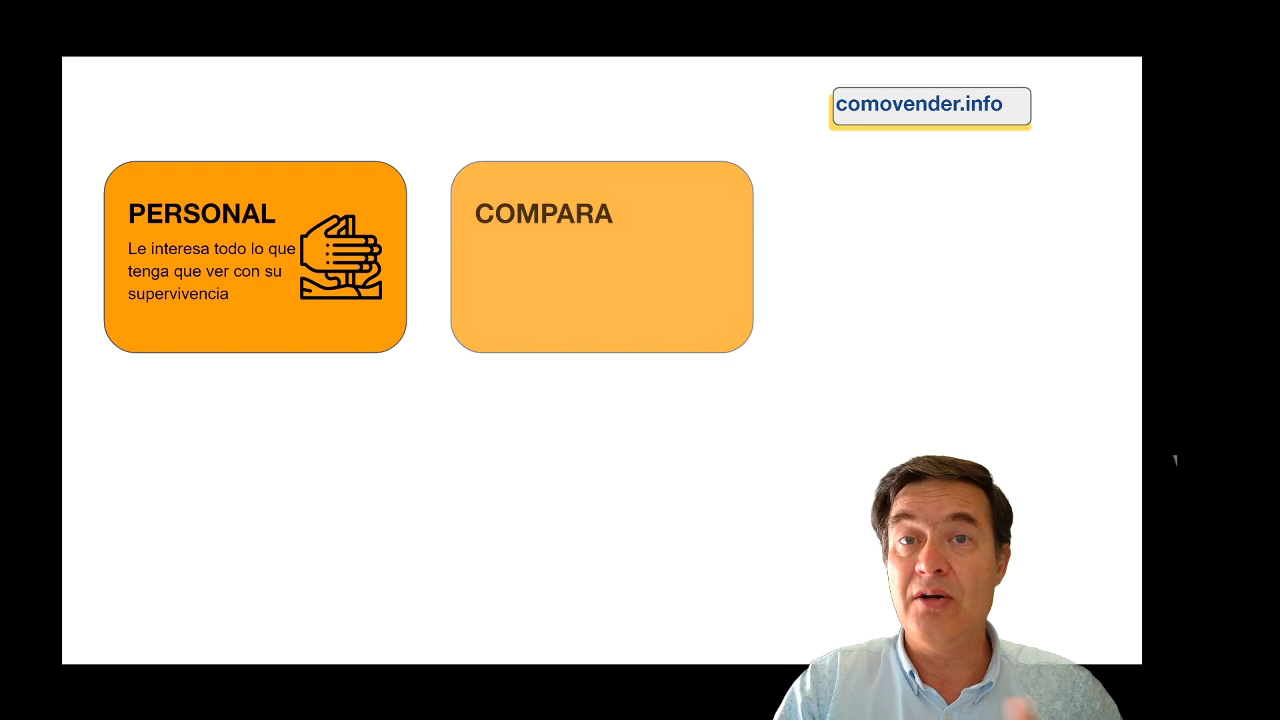 comovender.info
PERSONAL
Le interesa todo lo que
tenga que ver con su
supervivencia
COMPARA